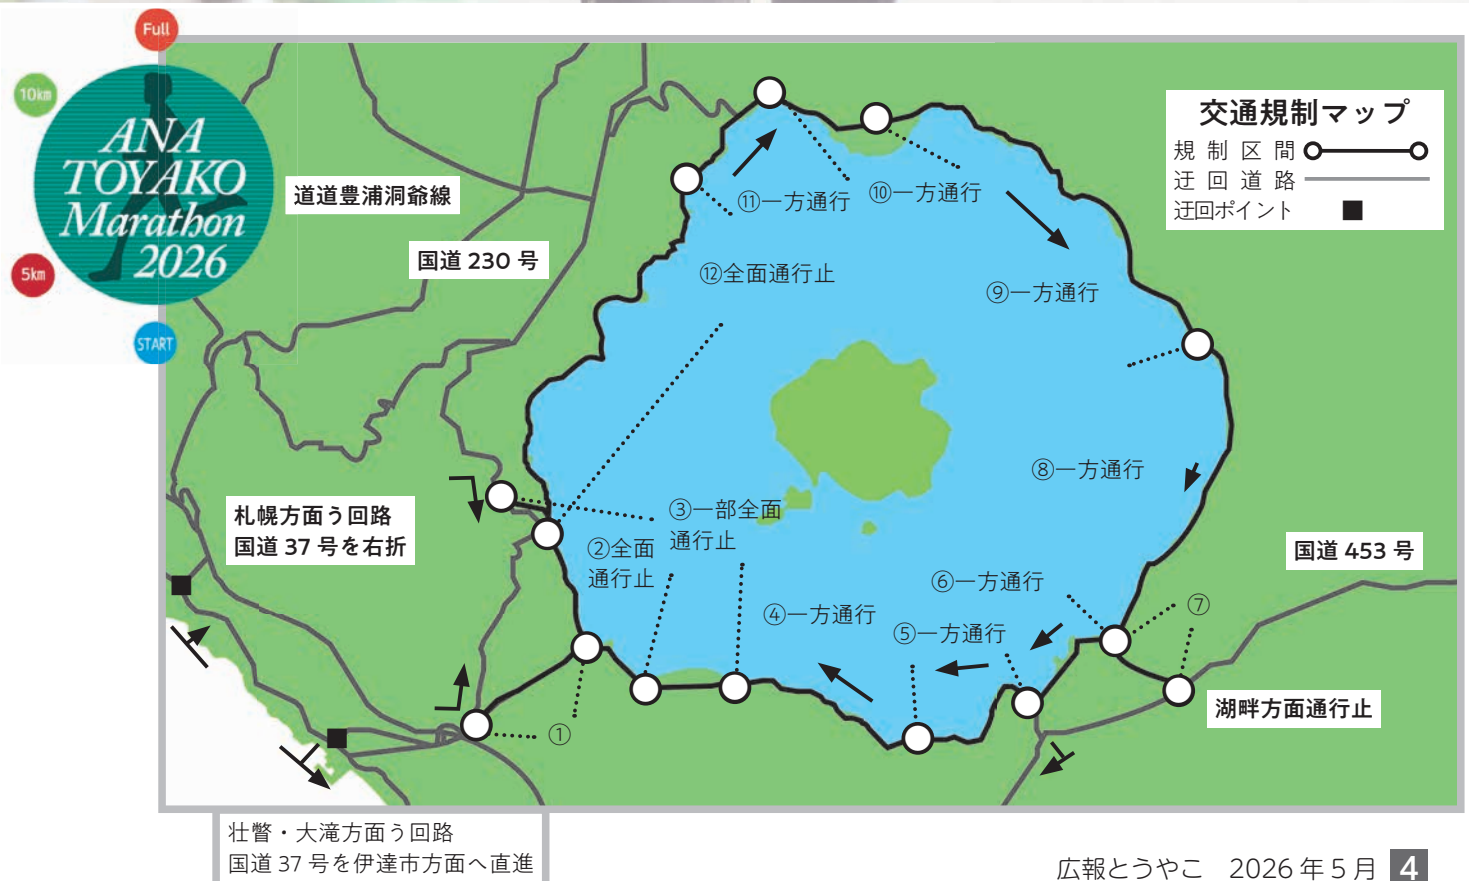 Full
10km
ANA
TOYAKO
Marathon
2026
5km
START
交通規制マップ
規制区間
迂回道路
迂回ポイント
道道豊浦洞爺線
国道 230 号
⑪一方通行
⑩一方通行
⑫全面通行止
⑨一方通行
⑧一方通行
札幌方面う回路
国道 37 号を右折
③一部全面
通行止
②全面
通行止
国道 453 号
⑥一方通行
④一方通行
⑤一方通行
⑦
湖畔方面通行止
①
壮瞥・大滝方面う回路
国道 37 号を伊達市方面へ直進
広報とうやこ 2026 年 5 月 4